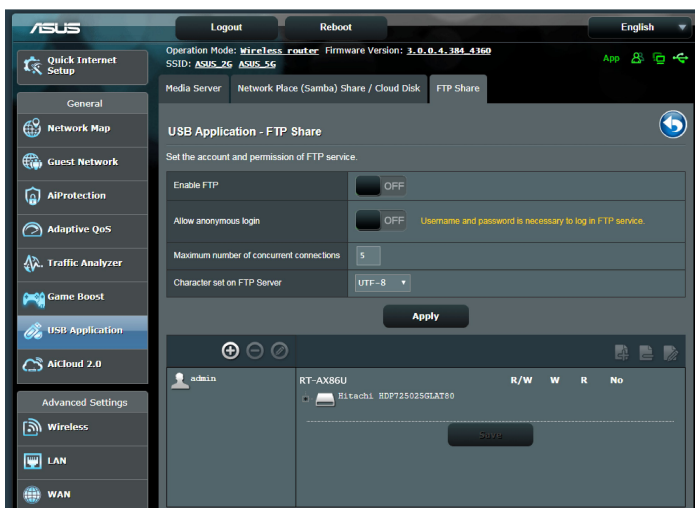 ASUS
Logout
Reboot
English
Quick Internet
Setup
General
Network Map
Guest Network
AiProtection
Adaptive QoS
Traffic Analyzer
Game Boost
USB Application
AiCloud 2.0
Advanced Settings
Wireless
LAN
WAN
Operation Mode: Wireless router Firmware Version: 3.0.0.4.384_4360
SSID: ASUS_2G ASUS_5G
App
Media Server
Network Place (Samba) Share / Cloud Disk
FTP Share
USB Application - FTP Share
Set the account and permission of FTP service.
Enable FTP
OFF
Allow anonymous login
OFF
Username and password is necessary to log in FTP service.
Maximum number of concurrent connections
5
Character set on FTP Server
UTF-8
Apply
admin
RT-AX86U
R/W W R No
Hitachi HDP725025GLAT80
Save